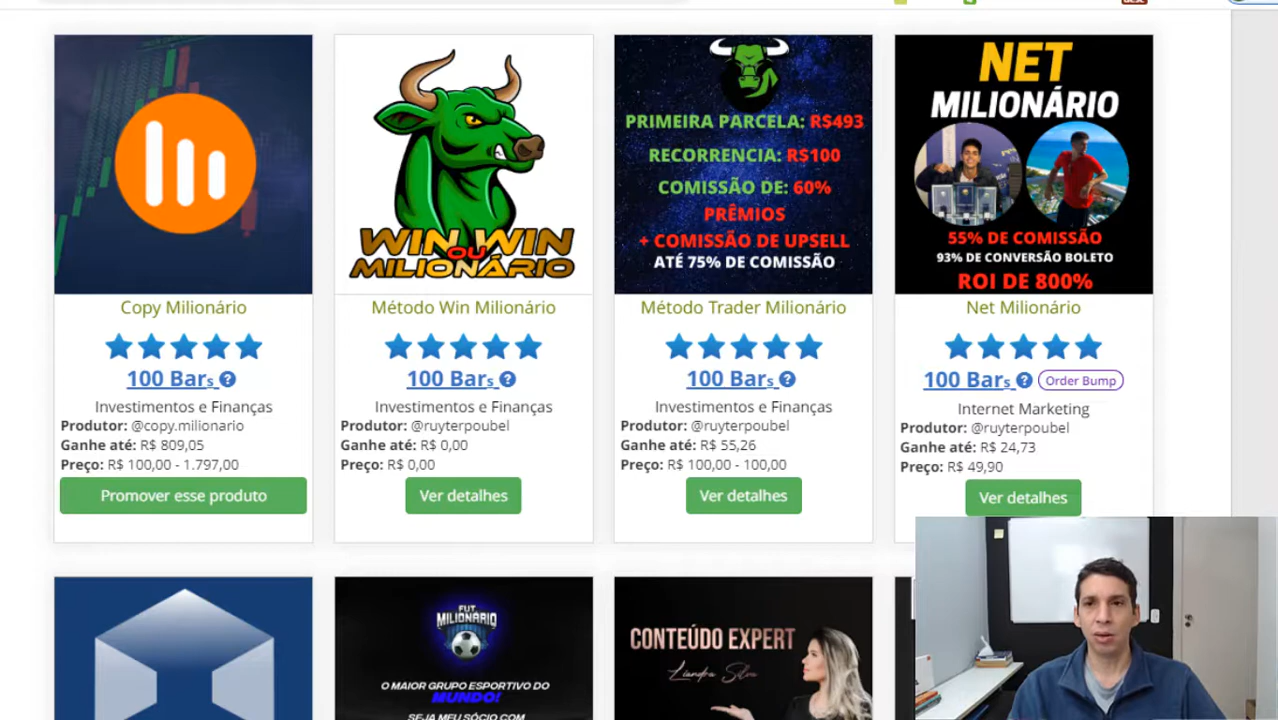 WIN WIN
OU
MILIONÁRIO
PRIMEIRA PARCELA: R$493
RECORRENCIA: R$100
COMISSÃO DE: 60%
PRÊMIOS
+ COMISSÃO DE UPSELL
ATÉ 75% DE COMISSÃO
NET
MILIONÁRIO
55% DE COMISSÃO
93% DE CONVERSÃO BOLETO
ROI DE 800%
Copy Milionário
100 Bars ?
Investimentos e Finanças
Produtor: @copy.milionario
Ganhe até: R$ 809,05
Preço: R$ 100,00 - 1.797,00
Promover esse produto
Método Win Milionário
100 Bars ?
Investimentos e Finanças
Produtor: @ruyterpoubel
Ganhe até: R$ 0,00
Preço: R$ 0,00
Ver detalhes
Método Trader Milionário
100 Bars ?
Investimentos e Finanças
Produtor: @ruyterpoubel
Ganhe até: R$ 55,26
Preço: R$ 100,00 - 100,00
Ver detalhes
Net Milionário
100 Bars ? Order Bump
Internet Marketing
Produtor: @ruyterpoubel
Ganhe até: R$ 24,73
Preço: R$ 49,90
Ver detalhes
FUT
MILIONÁRIO
O MAIOR GRUPO ESPORTIVO DO
MUNDO!
SEJA MEU SÓCIO COM
CONTEÚDO EXPERT
Liandra Silva